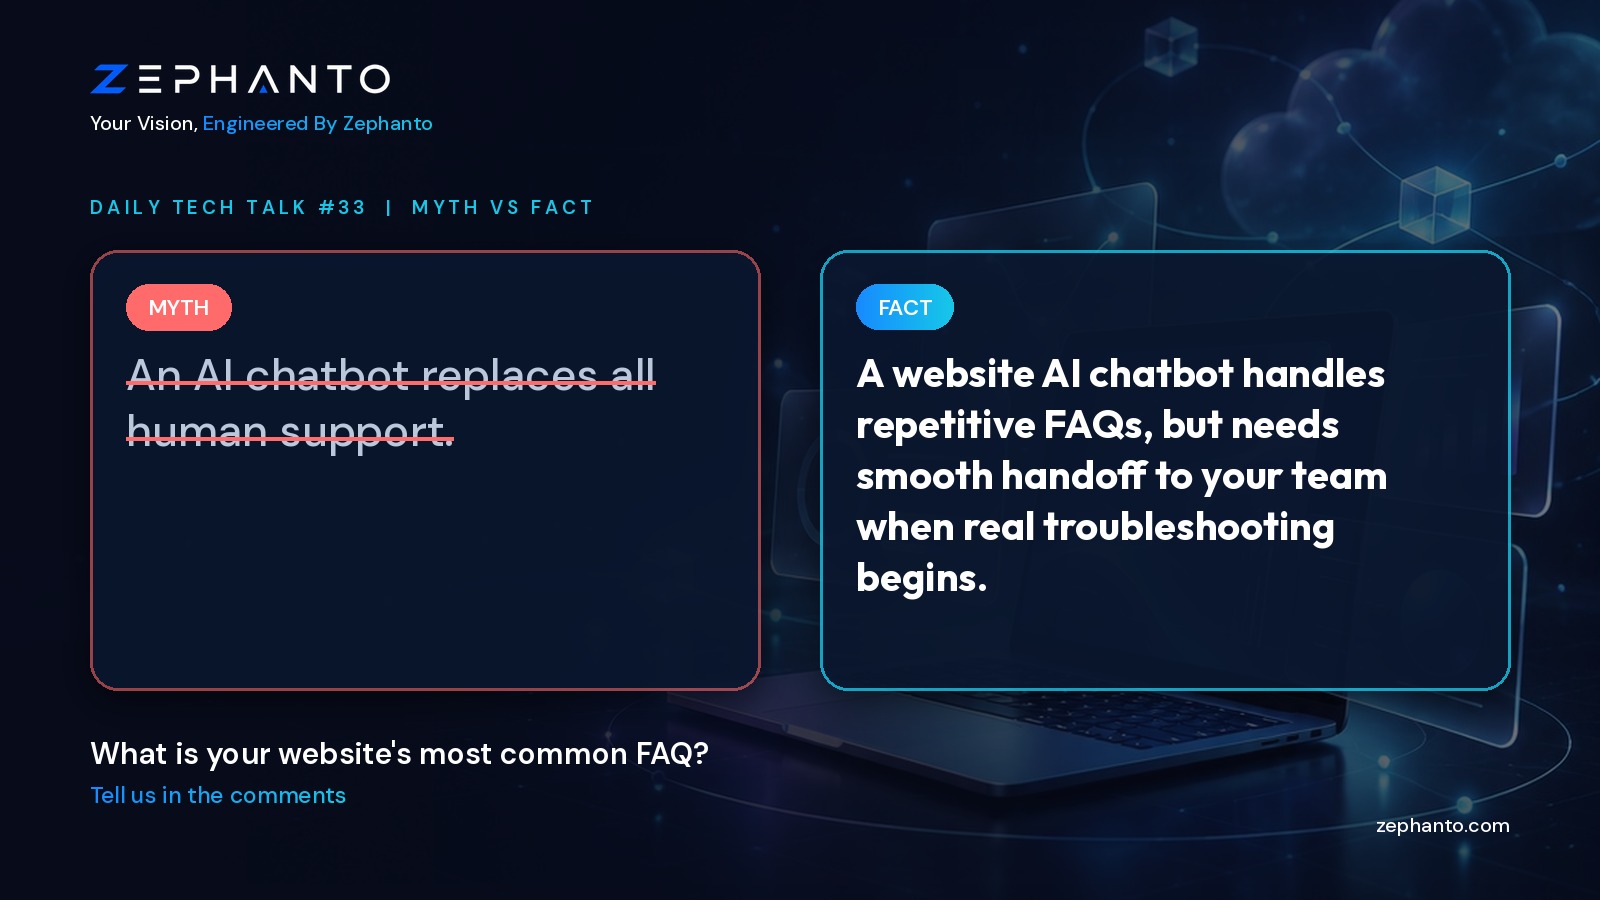 ZEPHANTO
Your Vision, Engineered By Zephanto
DAILY TECH TALK #33 | MYTH VS FACT
MYTH
An AI chatbot replaces all
human support.
FACT
A website AI chatbot handles
repetitive FAQs, but needs
smooth handoff to your team
when real troubleshooting
begins.
What is your website's most common FAQ?
Tell us in the comments
zephanto.com